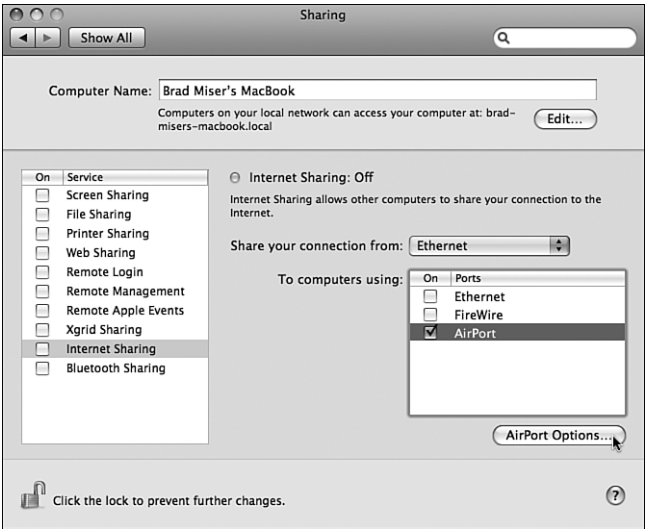 Sharing
Show All
Computer Name: Brad Miser's MacBook
Computers on your local network can access your computer at: brad-
misers-macbook.local
Edit...
On Service
Screen Sharing
File Sharing
Printer Sharing
Web Sharing
Remote Login
Remote Management
Remote Apple Events
Xgrid Sharing
Internet Sharing
Bluetooth Sharing
Internet Sharing: Off
Internet Sharing allows other computers to share your connection to the
Internet.
Share your connection from: Ethernet
To computers using:
On Ports
Ethernet
FireWire
AirPort
AirPort Options...
Click the lock to prevent further changes.
?